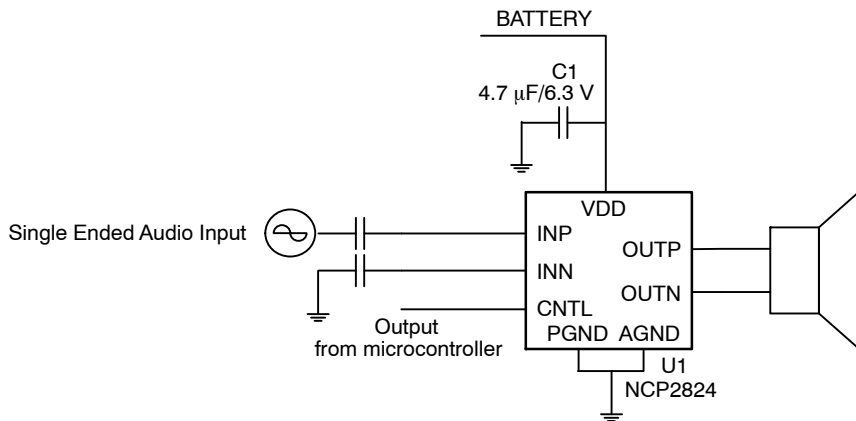 BATTERY
C1
4.7 μF/6.3 V
VDD
Single Ended Audio Input
INP
OUTP
INN
OUTN
CNTL
Output
from microcontroller
PGND AGND
U1
NCP2824